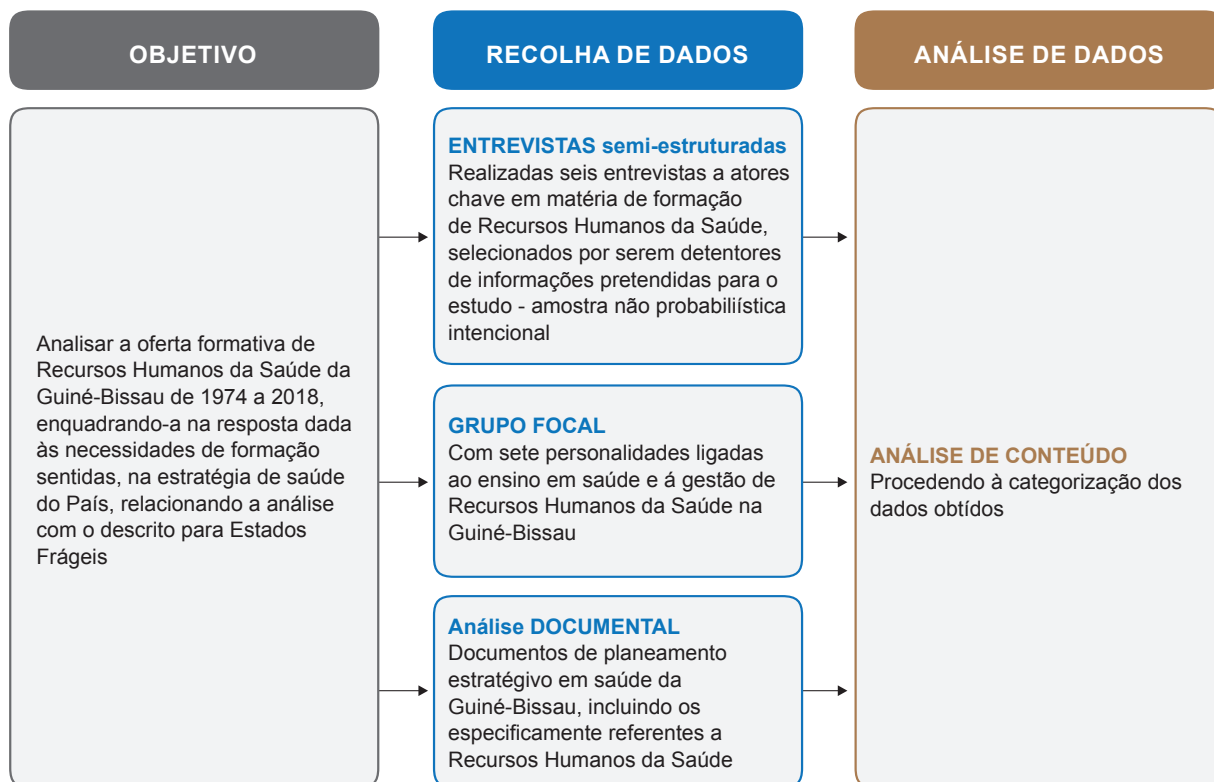 OBJETIVO
RECOLHA DE DADOS
ANÁLISE DE DADOS
Analisar a oferta formativa de
Recursos Humanos da Saúde da
Guiné-Bissau de 1974 a 2018,
enquadrando-a na resposta dada
às necessidades de formação
sentidas, na estratégia de saúde
do País, relacionando a análise
com o descrito para Estados
Frágeis
ENTREVISTAS semi-estruturadas
Realizadas seis entrevistas a atores
chave em matéria de formação
de Recursos Humanos da Saúde,
selecionados por serem detentores
de informações pretendidas para o
estudo - amostra não probabiliística
intencional
GRUPO FOCAL
Com sete personalidades ligadas
ao ensino em saúde e á gestão de
Recursos Humanos da Saúde na
Guiné-Bissau
Análise DOCUMENTAL
Documentos de planeamento
estratégivo em saúde da
Guiné-Bissau, incluindo os
especificamente referentes a
Recursos Humanos da Saúde
ANÁLISE DE CONTEÚDO
Procedendo à categorização dos
dados obtídos